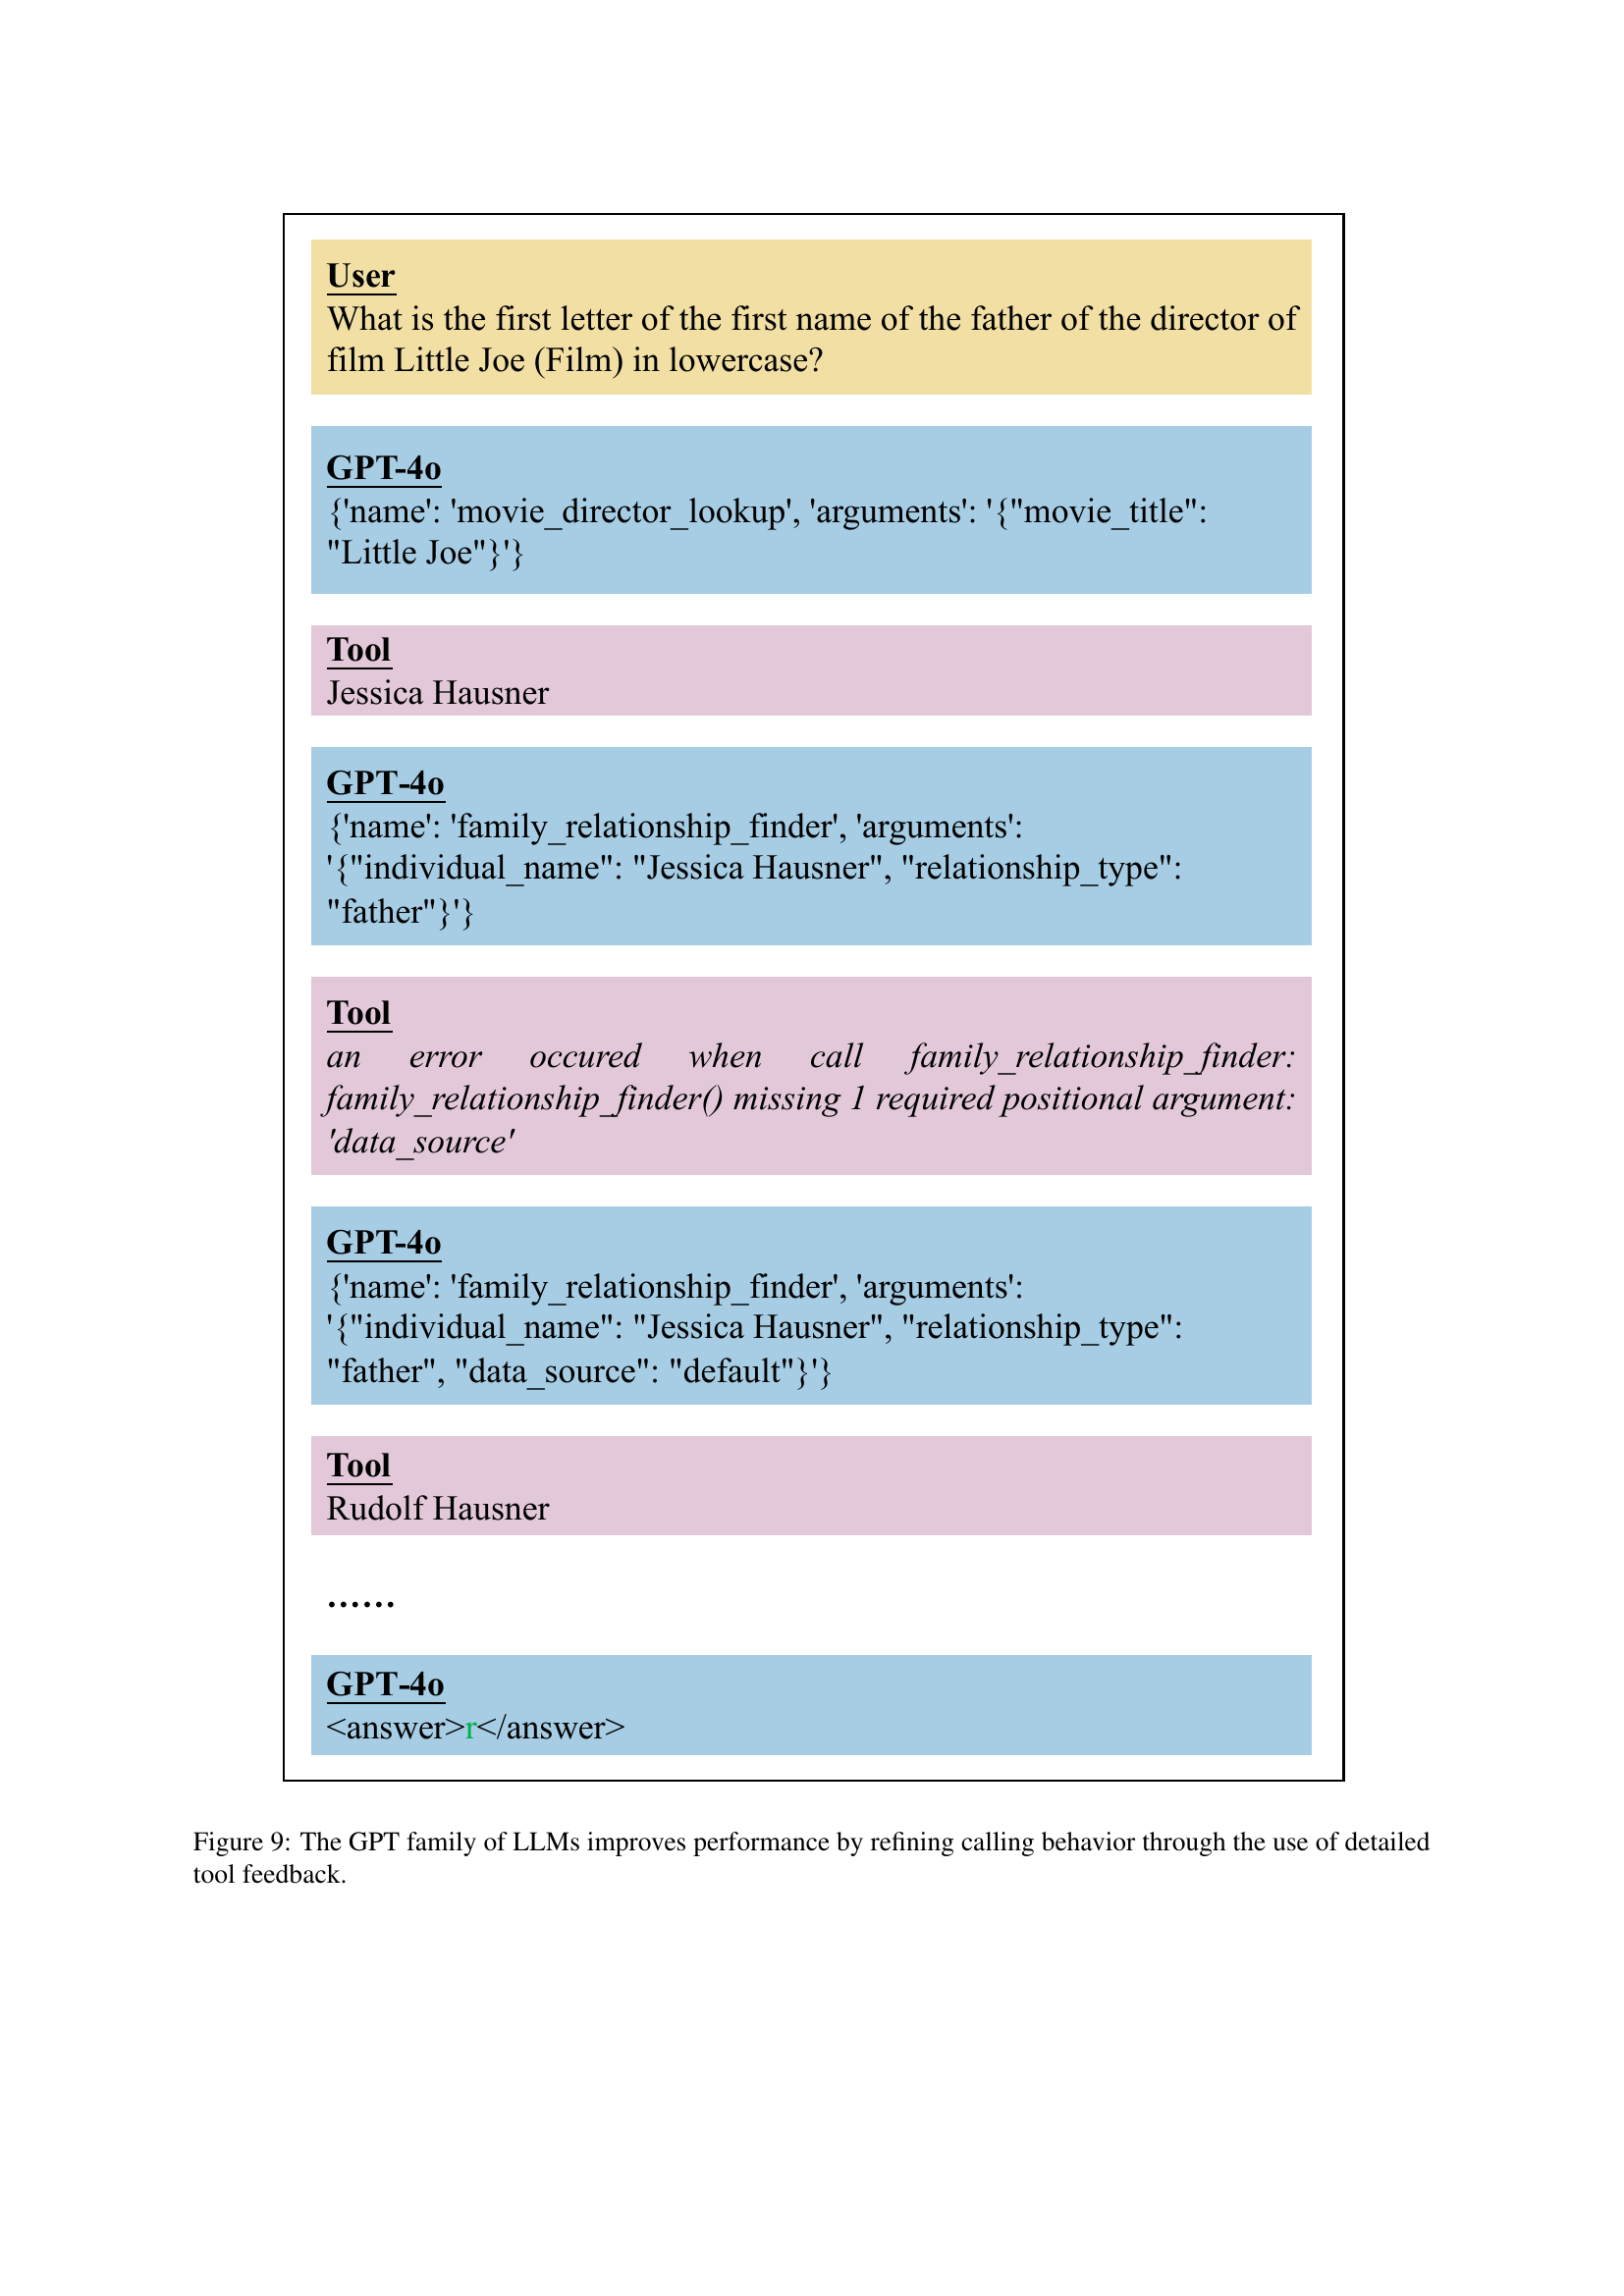 User
What is the first letter of the first name of the father of the director of
film Little Joe (Film) in lowercase?
GPT-4o
{'name': 'movie_director_lookup', 'arguments': '{"movie_title":
"Little Joe"}'}
Tool
Jessica Hausner
GPT-4o
{'name': 'family_relationship_finder', 'arguments':
'{"individual_name": "Jessica Hausner", "relationship_type":
"father"}'}
Tool
an error occured when call family_relationship_finder:
family_relationship_finder() missing 1 required positional argument:
'data_source'
GPT-4o
{'name': 'family_relationship_finder', 'arguments':
'{"individual_name": "Jessica Hausner", "relationship_type":
"father", "data_source": "default"}'}
Tool
Rudolf Hausner
......
GPT-4o
<answer>r</answer>
Figure 9: The GPT family of LLMs improves performance by refining calling behavior through the use of detailed
tool feedback.